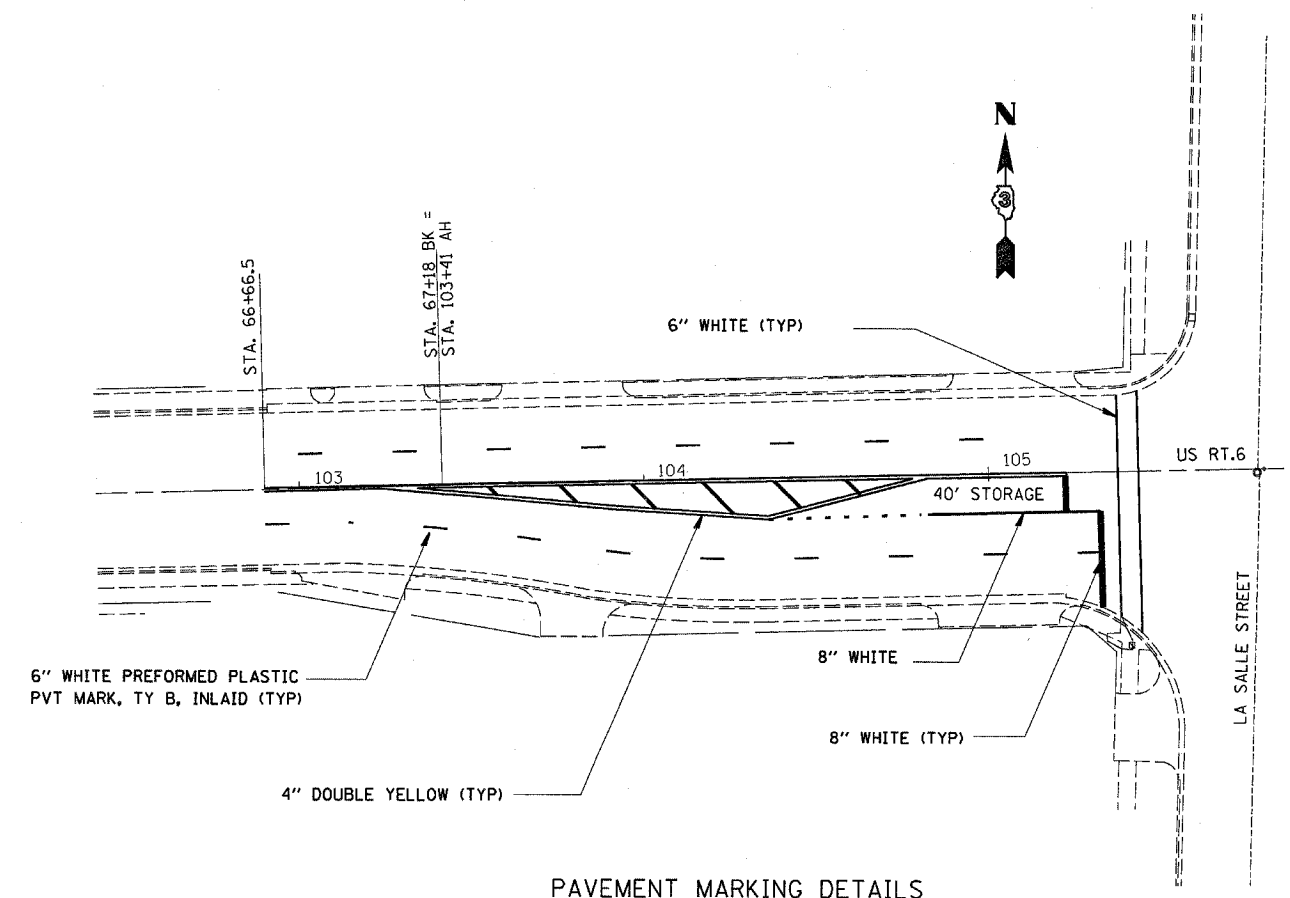 N
3
STA. 66+66.5
STA. 67+18 BK =
STA. 103+41 AH
6" WHITE (TYP)
103
104
105
US RT.6
40' STORAGE
6" WHITE PREFORMED PLASTIC
PVT MARK, TY B, INLAID (TYP)
8" WHITE
8" WHITE (TYP)
4" DOUBLE YELLOW (TYP)
LA SALLE STREET
PAVEMENT MARKING DETAILS